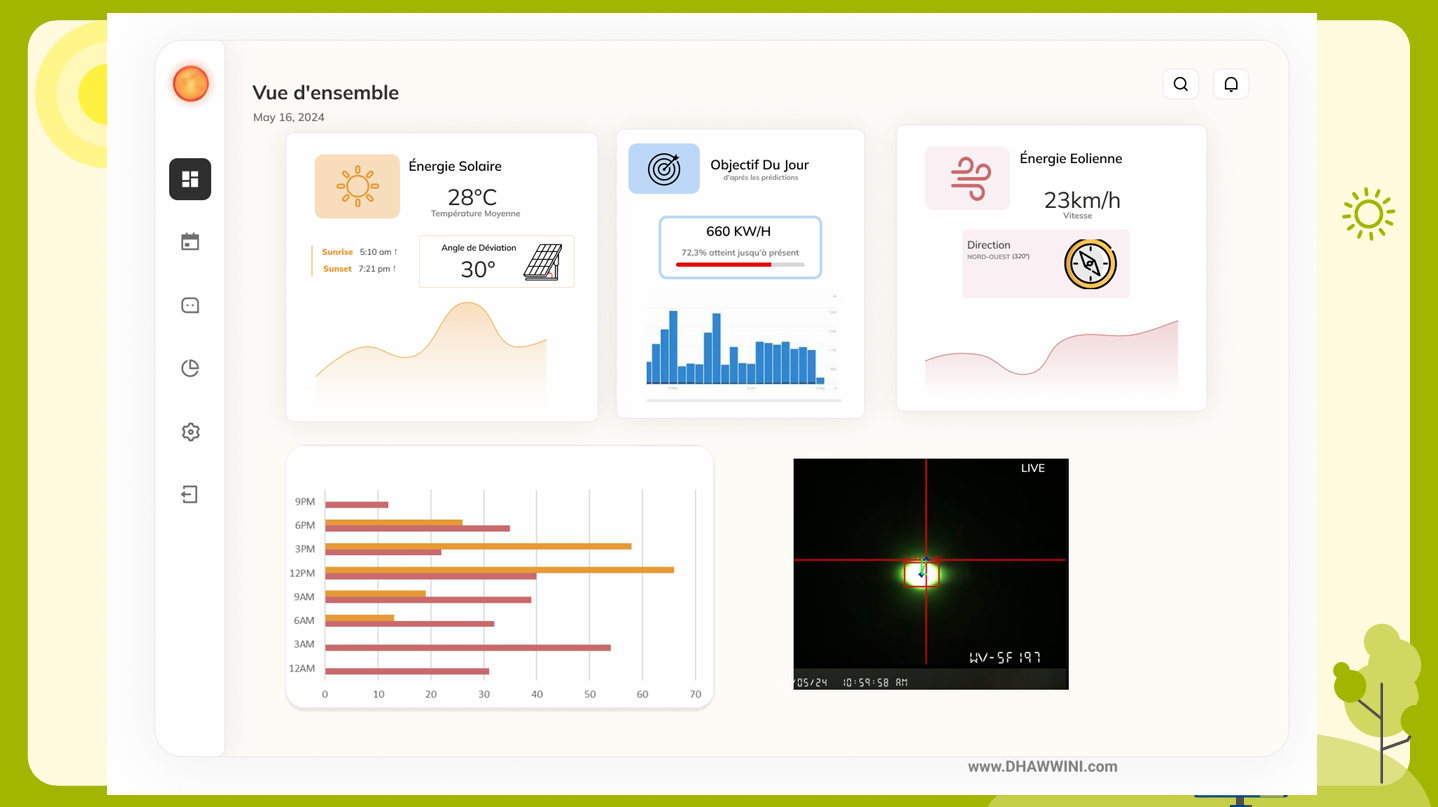 Vue d'ensemble
May 16, 2024
Énergie Solaire
28°C
Température Moyenne
Sunrise 5:10 am ↑
Sunset 7:21 pm ↑
Angle de Déviation
30°
Objectif Du Jour
d'aprés les prédictions
660 KW/H
72,3% atteint jusqu'à présent
Énergie Eolienne
23km/h
Vitesse
Direction
NORD-OUEST (320°)
9PM
6PM
3PM
12PM
9AM
6AM
3AM
12AM
0 10 20 30 40 50 60 70
LIVE
WV-SF197
/05/24 10:59:58 AM
www.DHAWWINI.com